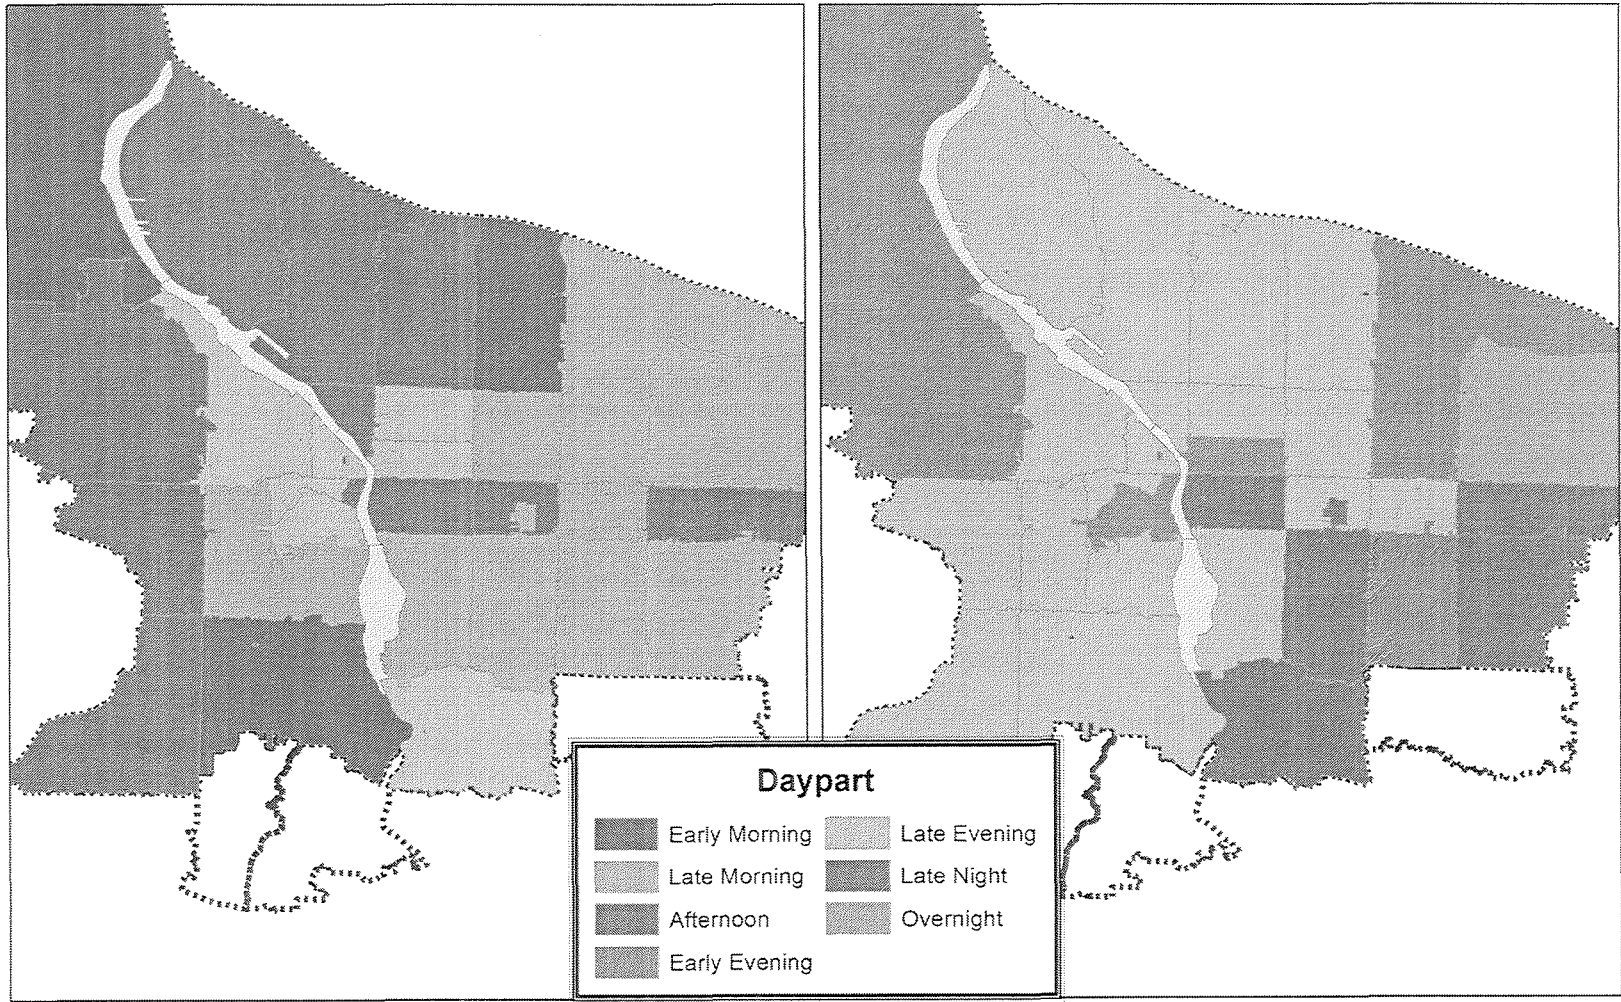 Daypart
Early Morning
Late Morning
Afternoon
Early Evening
Late Evening
Late Night
Overnight